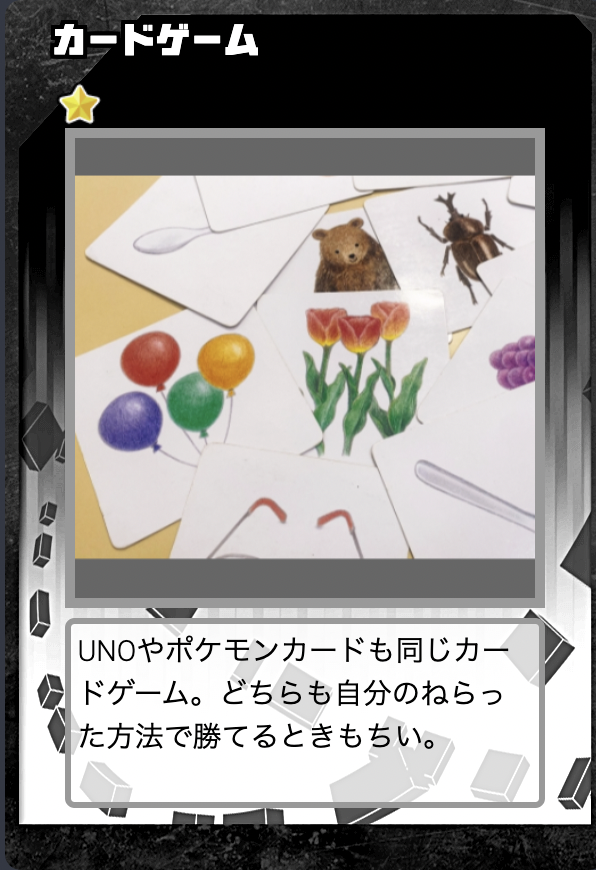 カードゲーム
UNOやポケモンカードも同じカー
ドゲーム。どちらも自分のねらっ
た方法で勝てるときもちい。